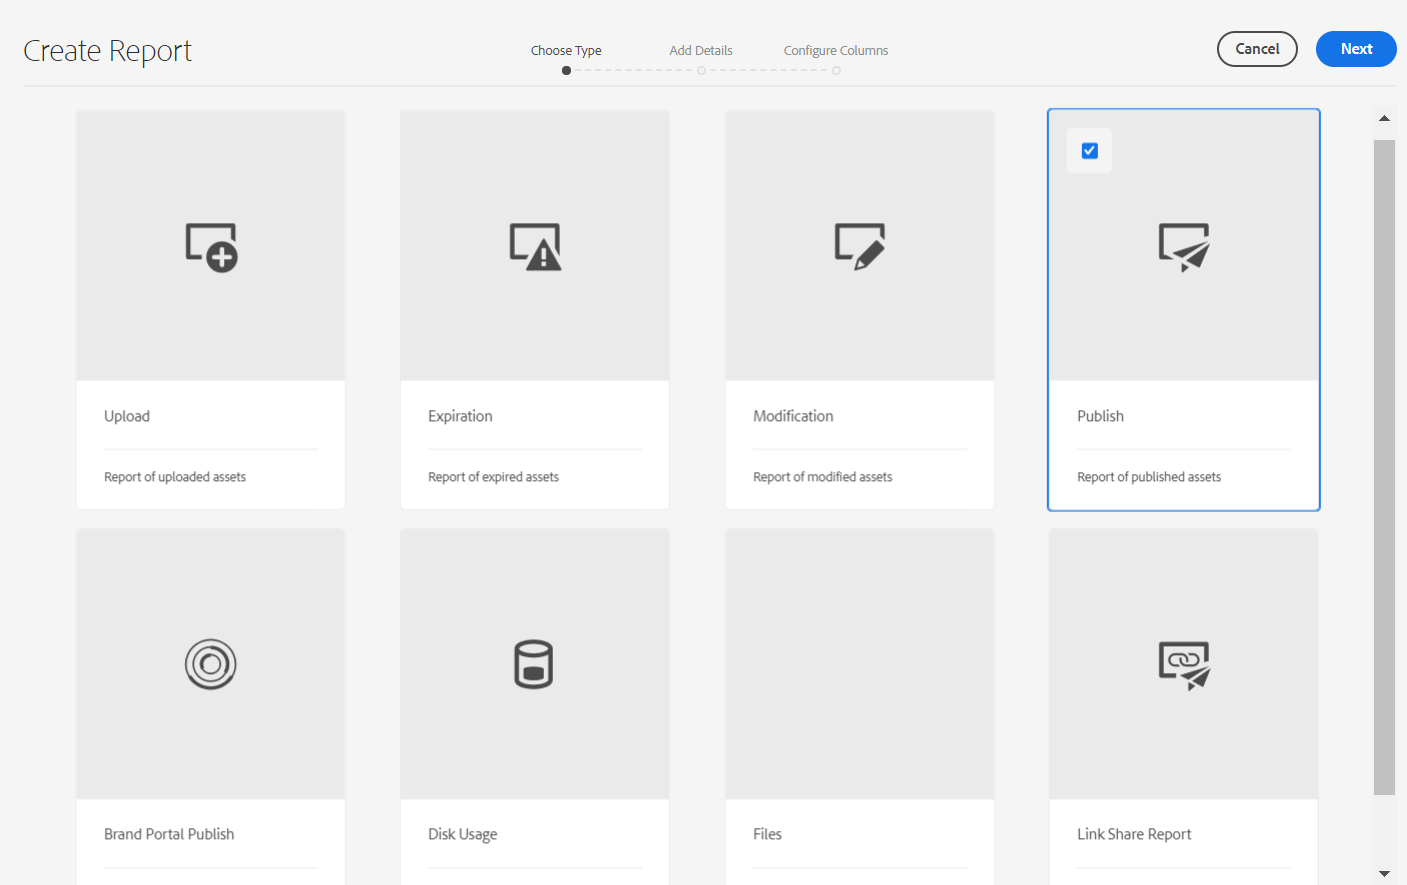 Create Report
Choose Type
Add Details
Configure Columns
Cancel
Next
Upload
Report of uploaded assets
Expiration
Report of expired assets
Modification
Report of modified assets
Publish
Report of published assets
Brand Portal Publish
Disk Usage
Files
Link Share Report